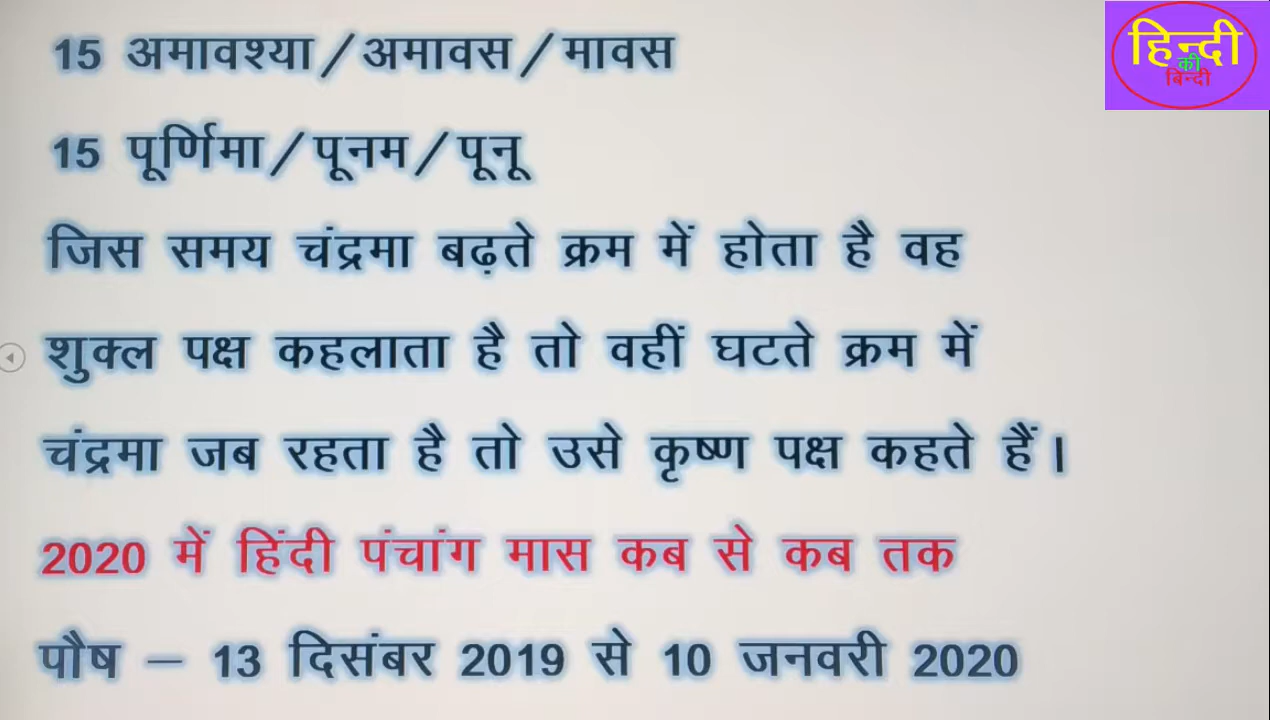 15 अमावश्या/अमावस/मावस
15 पूर्णिमा/पूनम/पूनू
जिस समय चंद्रमा बढ़ते क्रम में होता है वह
शुक्ल पक्ष कहलाता है तो वहीं घटते क्रम में
चंद्रमा जब रहता है तो उसे कृष्ण पक्ष कहते हैं।
2020 में हिंदी पंचांग मास कब से कब तक
पौष – 13 दिसंबर 2019 से 10 जनवरी 2020
हिन्दी
की
बिन्दी